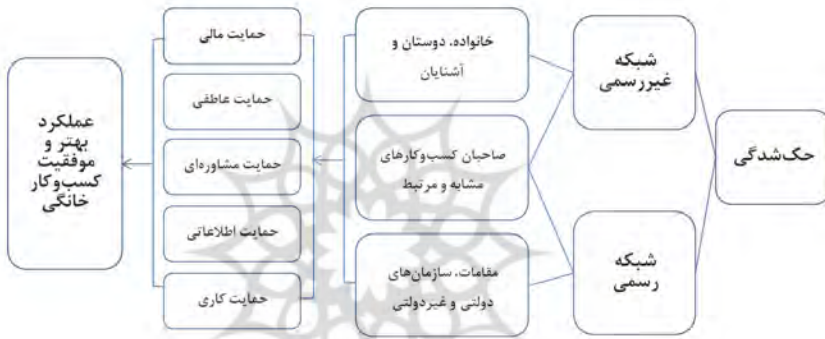 حک‌شدگی
شبکه
غیررسمی
شبکه
رسمی
خانواده، دوستان و
آشنایان
صاحبان کسب‌وکارهای
مشابه و مرتبط
مقامات، سازمان‌های
دولتی و غیردولتی
حمایت مالی
حمایت عاطفی
حمایت مشاوره‌ای
حمایت اطلاعاتی
حمایت کاری
عملکرد
بهتر و
موفقیت
کسب‌وکار
خانگی